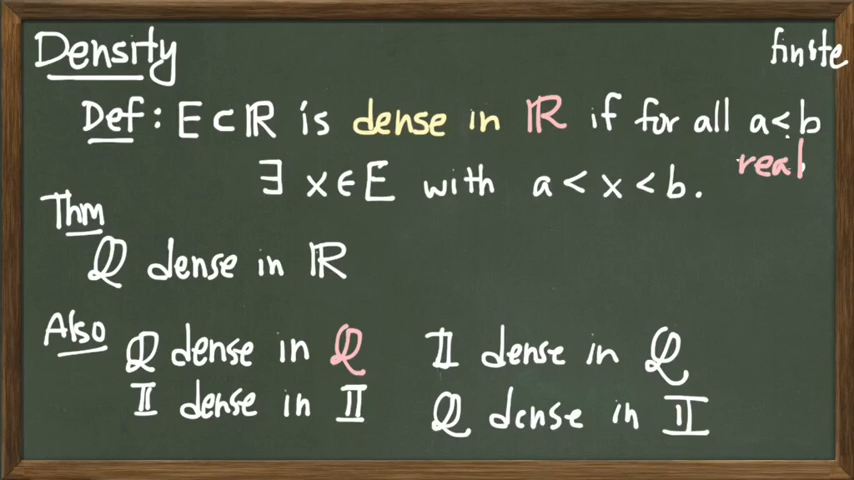 Density
finite
Def: E ⊂ ℝ is dense in ℝ if for all a < b
real
∃ x ∈ E with a < x < b.
Thm
ℚ dense in ℝ
Also
ℚ dense in ℚ
𝕀 dense in ℚ
𝕀 dense in 𝕀
ℚ dense in 𝕀